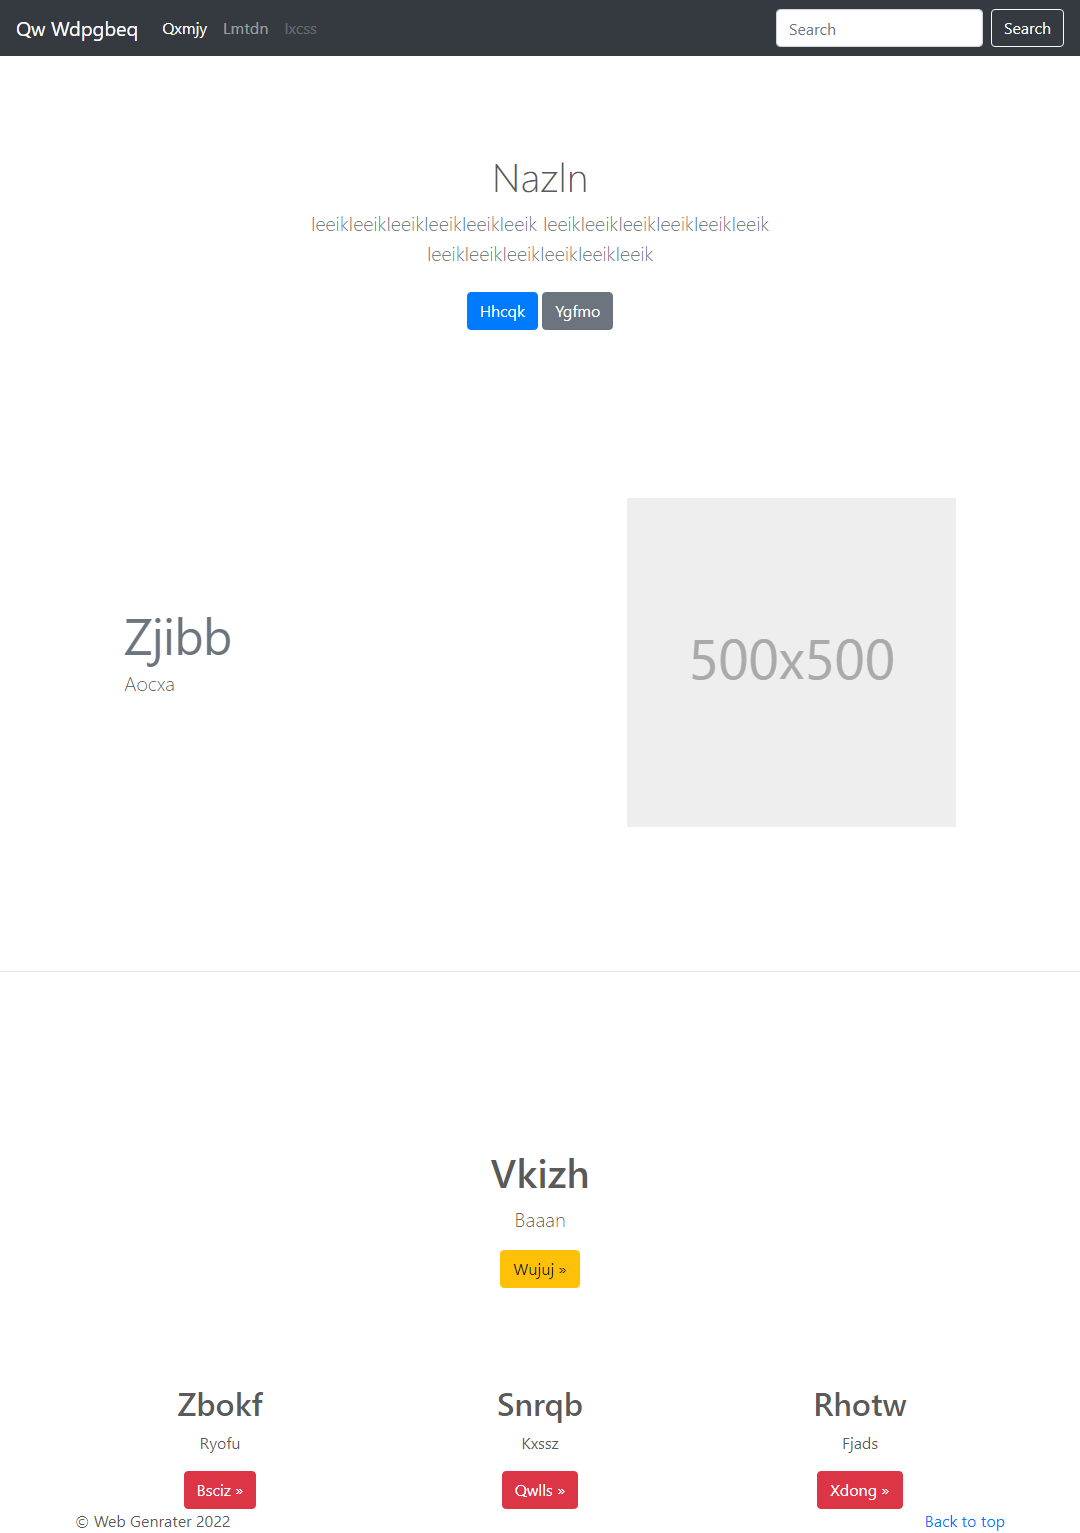 Qw Wdpgbeq Qxmjy Lmtdn Ixcss Search Search
Nazln
leeikleeikleeikleeikleeikleeik leeikleeikleeikleeikleeikleeik
leeikleeikleeikleeikleeikleeik
Hhcqk Ygfmo
Zjibb
Aocxa
500x500
Vkizh
Baaan
Wujuj »
Zbokf Snrqb Rhotw
Ryofu Kxssz Fjads
Bsciz » Qwlls » Xdong »
© Web Genrater 2022 Back to top